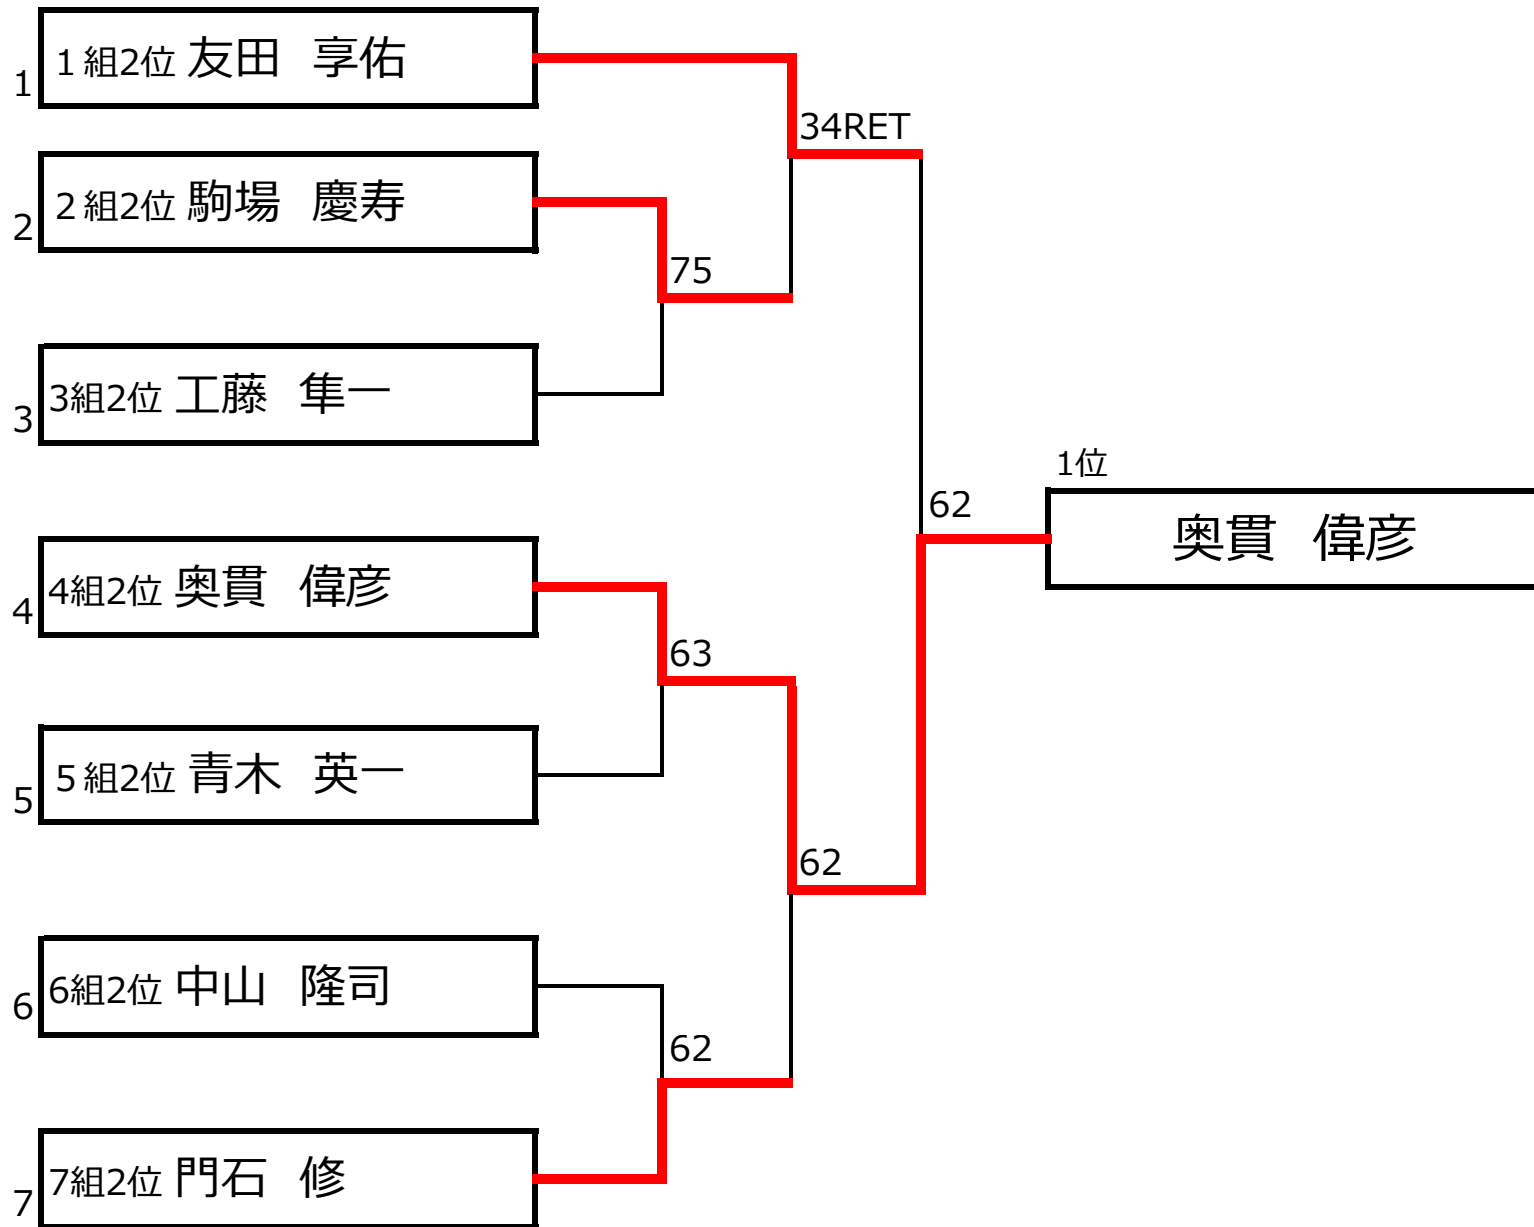 1 １組2位 友田　享佑
34RET
2 ２組2位 駒場　慶寿
75
3 3組2位 工藤　隼一
1位
62
奥貫　偉彦
4 4組2位 奥貫　偉彦
63
5 ５組2位 青木　英一
62
6 6組2位 中山　隆司
62
7 7組2位 門石　修